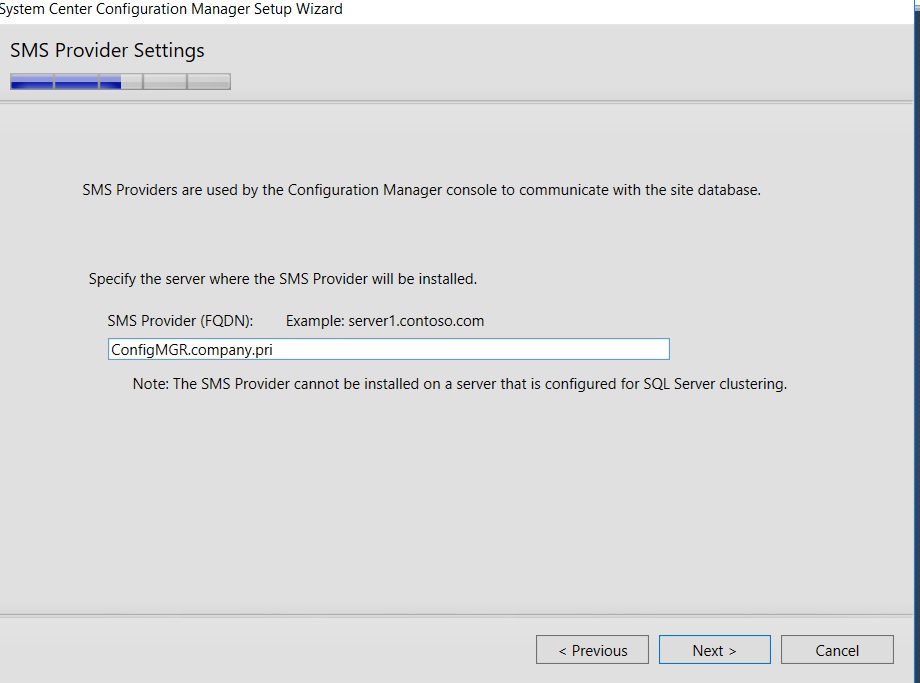 System Center Configuration Manager Setup Wizard
SMS Provider Settings
SMS Providers are used by the Configuration Manager console to communicate with the site database.
Specify the server where the SMS Provider will be installed.
SMS Provider (FQDN): Example: server1.contoso.com
ConfigMGR.company.pri
Note: The SMS Provider cannot be installed on a server that is configured for SQL Server clustering.
< Previous Next > Cancel